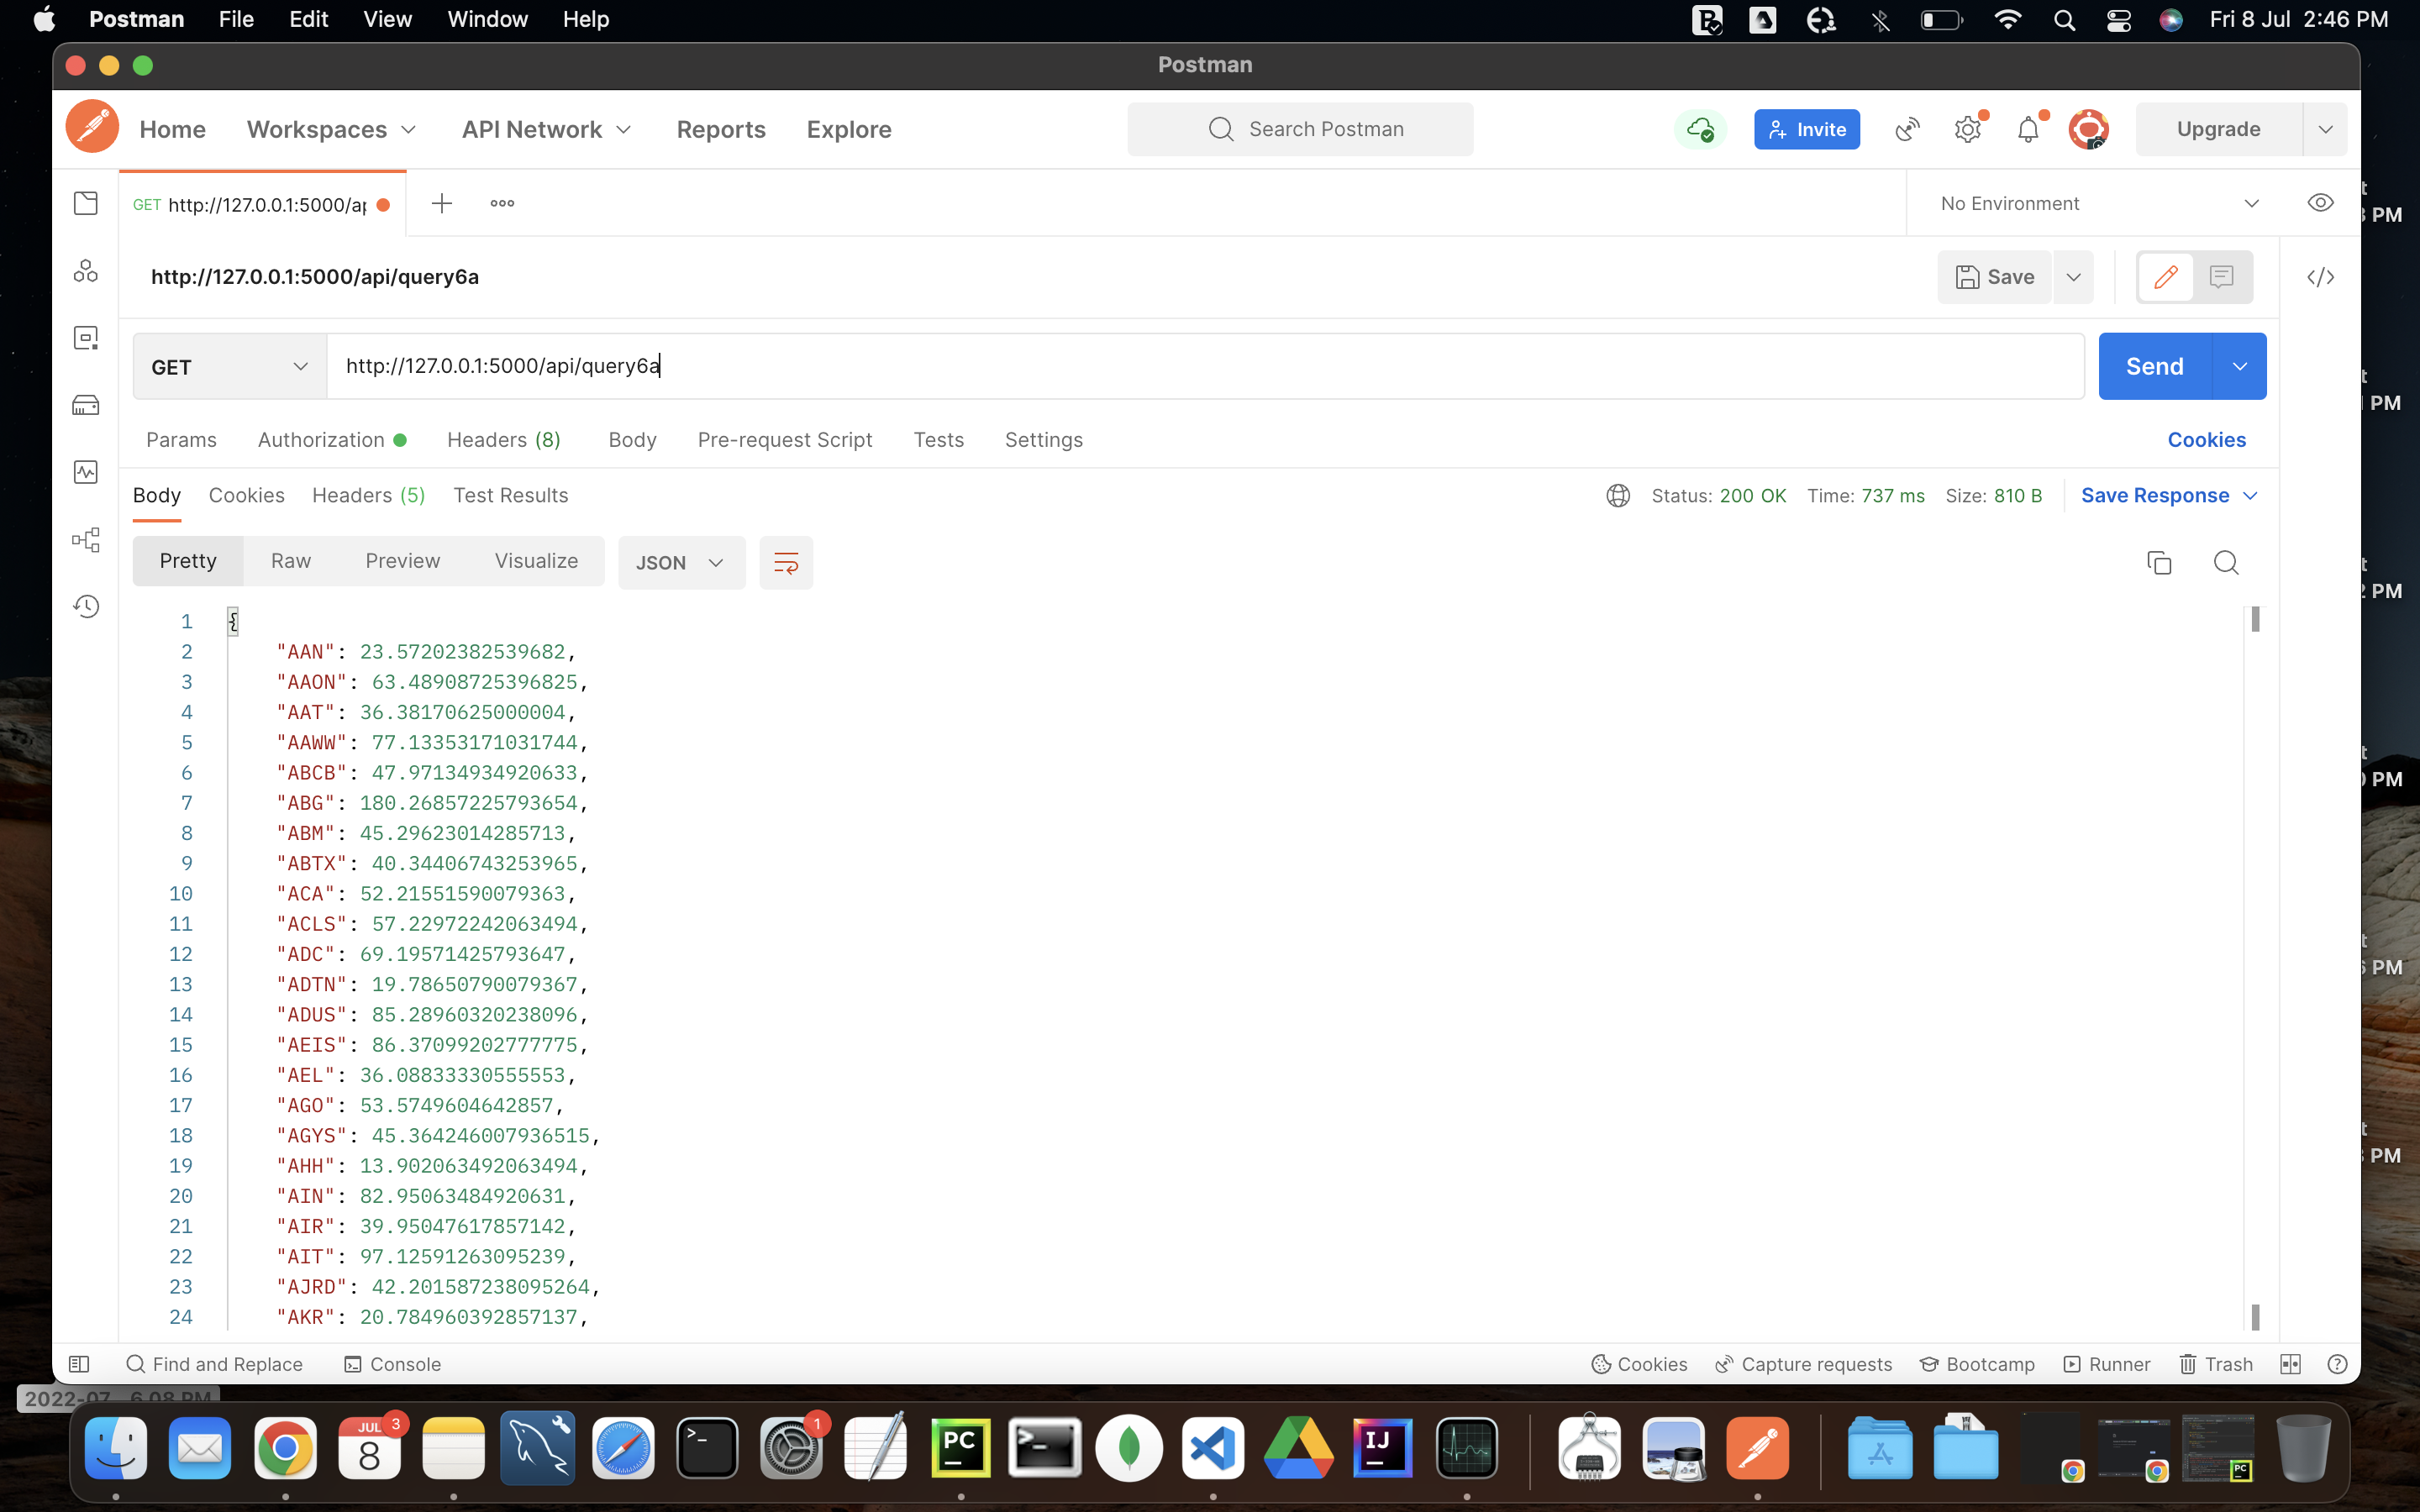 Postman File Edit View Window Help Fri 8 Jul 2:46 PM
Postman
Home Workspaces API Network Reports Explore Search Postman Invite Upgrade
GET http://127.0.0.1:5000/ap No Environment
http://127.0.0.1:5000/api/query6a Save
GET http://127.0.0.1:5000/api/query6a Send
Params Authorization Headers (8) Body Pre-request Script Tests Settings Cookies
Body Cookies Headers (5) Test Results Status: 200 OK Time: 737 ms Size: 810 B Save Response
Pretty Raw Preview Visualize JSON
1 {
2 "AAN": 23.57202382539682,
3 "AAON": 63.48908725396825,
4 "AAT": 36.38170625000004,
5 "AAWW": 77.13353171031744,
6 "ABCB": 47.97134934920633,
7 "ABG": 180.26857225793654,
8 "ABM": 45.29623014285713,
9 "ABTX": 40.34406743253965,
10 "ACA": 52.21551590079363,
11 "ACLS": 57.22972242063494,
12 "ADC": 69.19571425793647,
13 "ADTN": 19.78650790079367,
14 "ADUS": 85.28960320238096,
15 "AEIS": 86.37099202777775,
16 "AEL": 36.08833330555553,
17 "AGO": 53.5749604642857,
18 "AGYS": 45.364246007936515,
19 "AHH": 13.902063492063494,
20 "AIN": 82.95063484920631,
21 "AIR": 39.95047617857142,
22 "AIT": 97.12591263095239,
23 "AJRD": 42.201587238095264,
24 "AKR": 20.784960392857137,
Find and Replace Console Cookies Capture requests Bootcamp Runner Trash
2022-07 6.08 PM
JUL 3 8 1 PC IJ PC